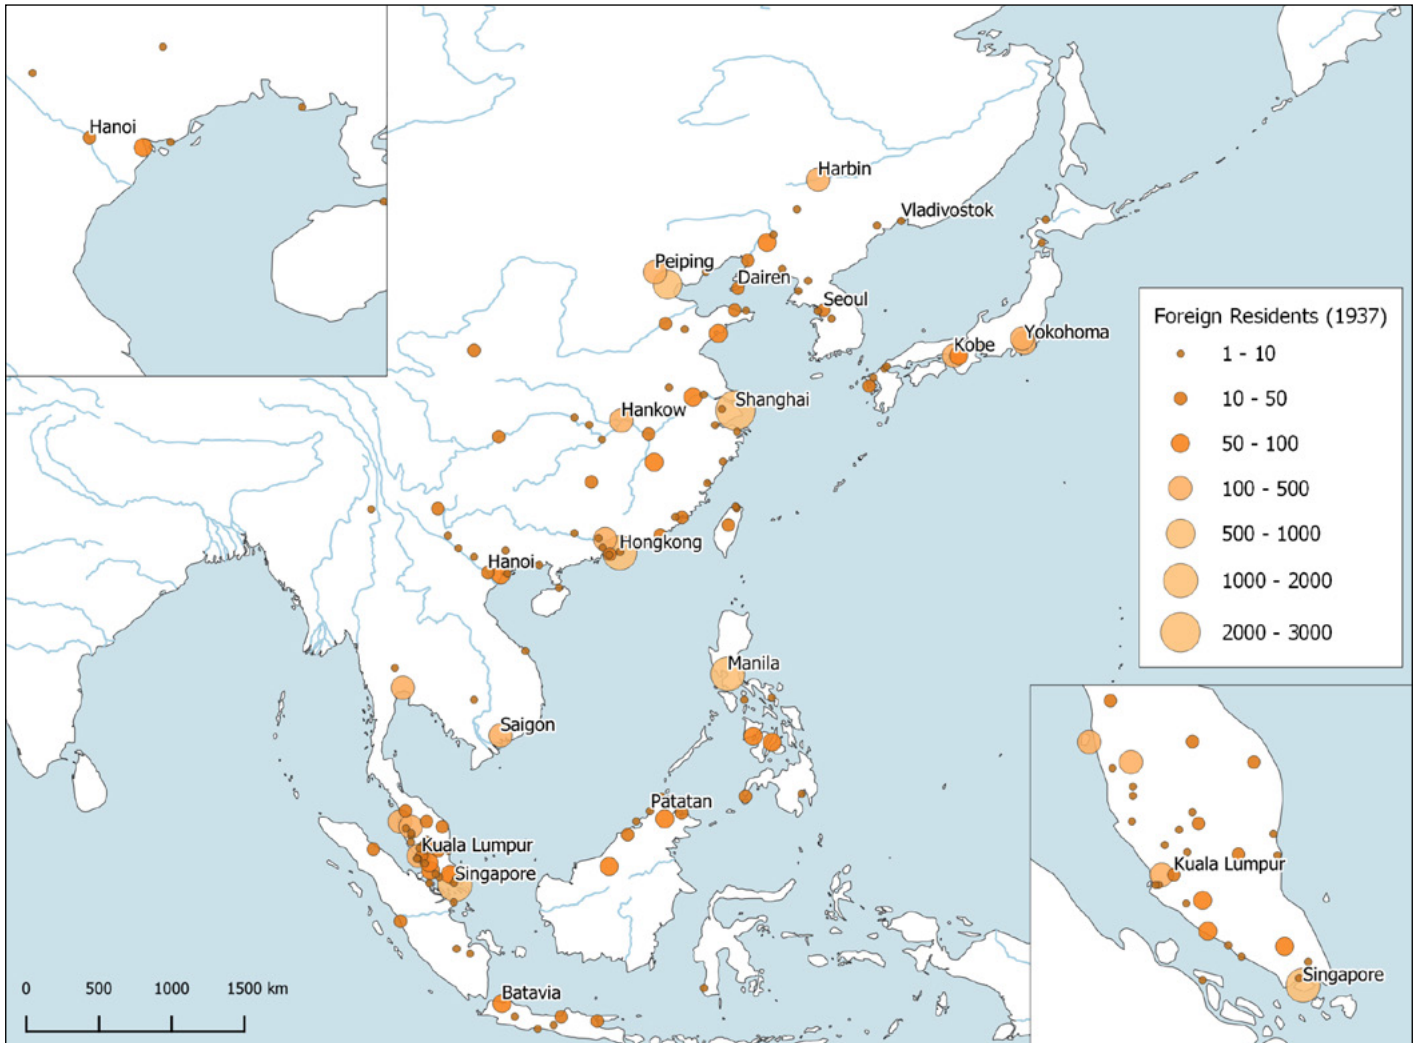 Hanoi
Harbin
Vladivostok
Peiping
Dairen
Seoul
Yokohoma
Kobe
Shanghai
Hankow
Hongkong
Hanoi
Manila
Saigon
Patatan
Kuala Lumpur
Singapore
Batavia
0 500 1000 1500 km
Foreign Residents (1937)
1 - 10
10 - 50
50 - 100
100 - 500
500 - 1000
1000 - 2000
2000 - 3000
Kuala Lumpur
Singapore